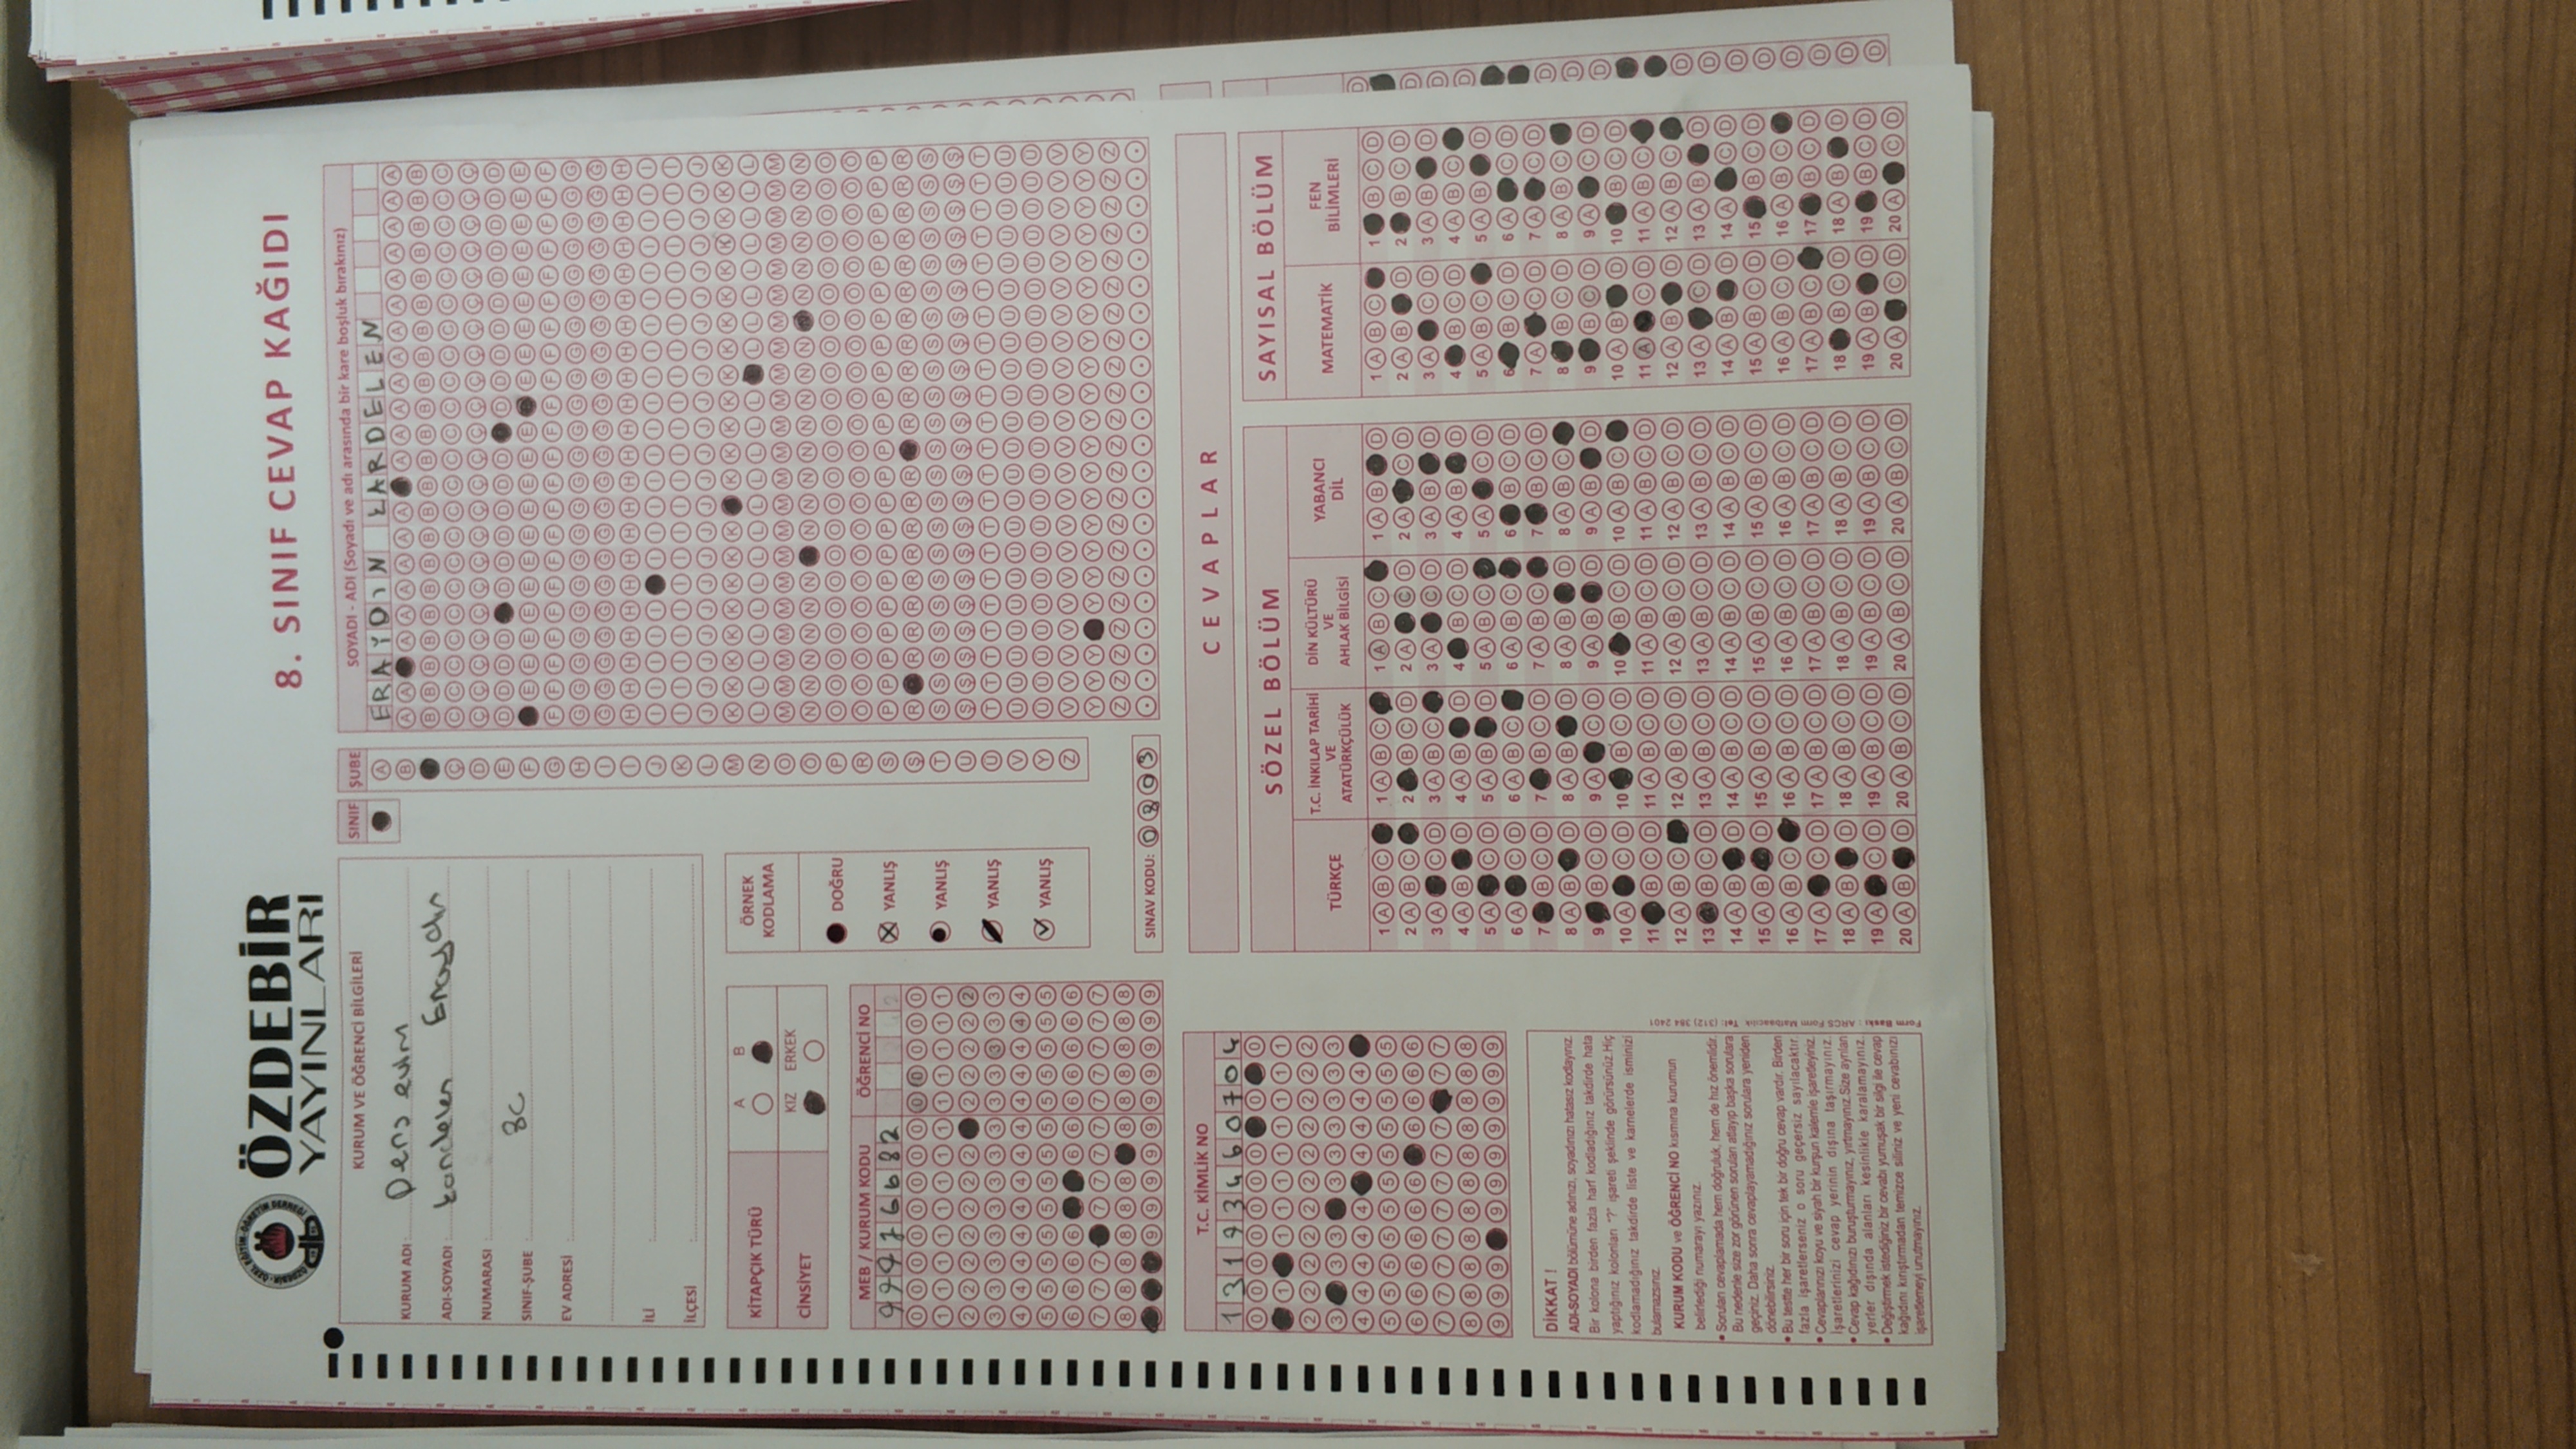 ÖZDEBİR
YAYINLARI
8. SINIF CEVAP KAĞIDI
KURUM VE ÖĞRENCİ BİLGİLERİ
KURUM ADI : Ders evim
ADI-SOYADI : Kardelen Eraydın
NUMARASI :
SINIF-ŞUBE : 8C
EV ADRESİ :
İLİ :
İLÇESİ :
SINIF
ŞUBE
SOYADI - ADI (Soyadı ve adı arasında bir kare boşluk bırakınız)
ERAYDIN KARDELEN
KİTAPÇIK TÜRÜ A B
CİNSİYET KIZ ERKEK
ÖRNEK KODLAMA
DOĞRU
YANLIŞ
YANLIŞ
YANLIŞ
YANLIŞ
MEB / KURUM KODU
ÖĞRENCİ NO
99976682
SINAV KODU: 0803
T.C. KİMLİK NO
13193460704
CEVAPLAR
SÖZEL BÖLÜM
SAYISAL BÖLÜM
TÜRKÇE
T.C. İNKILAP TARİHİ VE ATATÜRKÇÜLÜK
DİN KÜLTÜRÜ VE AHLAK BİLGİSİ
YABANCI DİL
MATEMATİK
FEN BİLİMLERİ
DİKKAT !
ADI-SOYADI bölümüne adınızı, soyadınızı hatasız kodlayınız.
Bir kolona birden fazla harf kodladığınız takdirde hata
yaptığınız kolonları "?" işareti şeklinde görürsünüz Hiç
kodlamadığınız takdirde liste ve karnelerde isminizi
bulamazsınız.
KURUM KODU ve ÖĞRENCİ NO kısmına kurumun
belirlediği numarayı yazınız.
• Soruları cevaplamada hem doğruluk, hem de hız önemlidir.
Bu nedenle size zor görünen soruları atlayıp başka sorulara
geçiniz. Daha sonra cevaplayamadığınız sorulara yeniden
dönebilirsiniz.
• Bu testte her bir soru için tek bir doğru cevap vardır. Birden
fazla işaretlerseniz o soru geçersiz sayılacaktır.
• Cevaplarınızı koyu ve siyah bir kurşun kalemle işaretleyiniz.
İşaretlerinizi cevap yerinin dışına taşırmayınız.
• Cevap kağıdınızı buruşturmayınız, yırtmayınız Size ayrılan
yerler dışında alanları kesinlikle karalamayınız.
• Değiştirmek istediğiniz bir cevabı yumuşak bir silgi ile cevap
kağıdını kırıştırmadan temizce siliniz ve yeni cevabınızı
işaretlemeyi unutmayınız.
Form Baskı : ARCS Form Matbaacılık Tel: (312) 384 2401